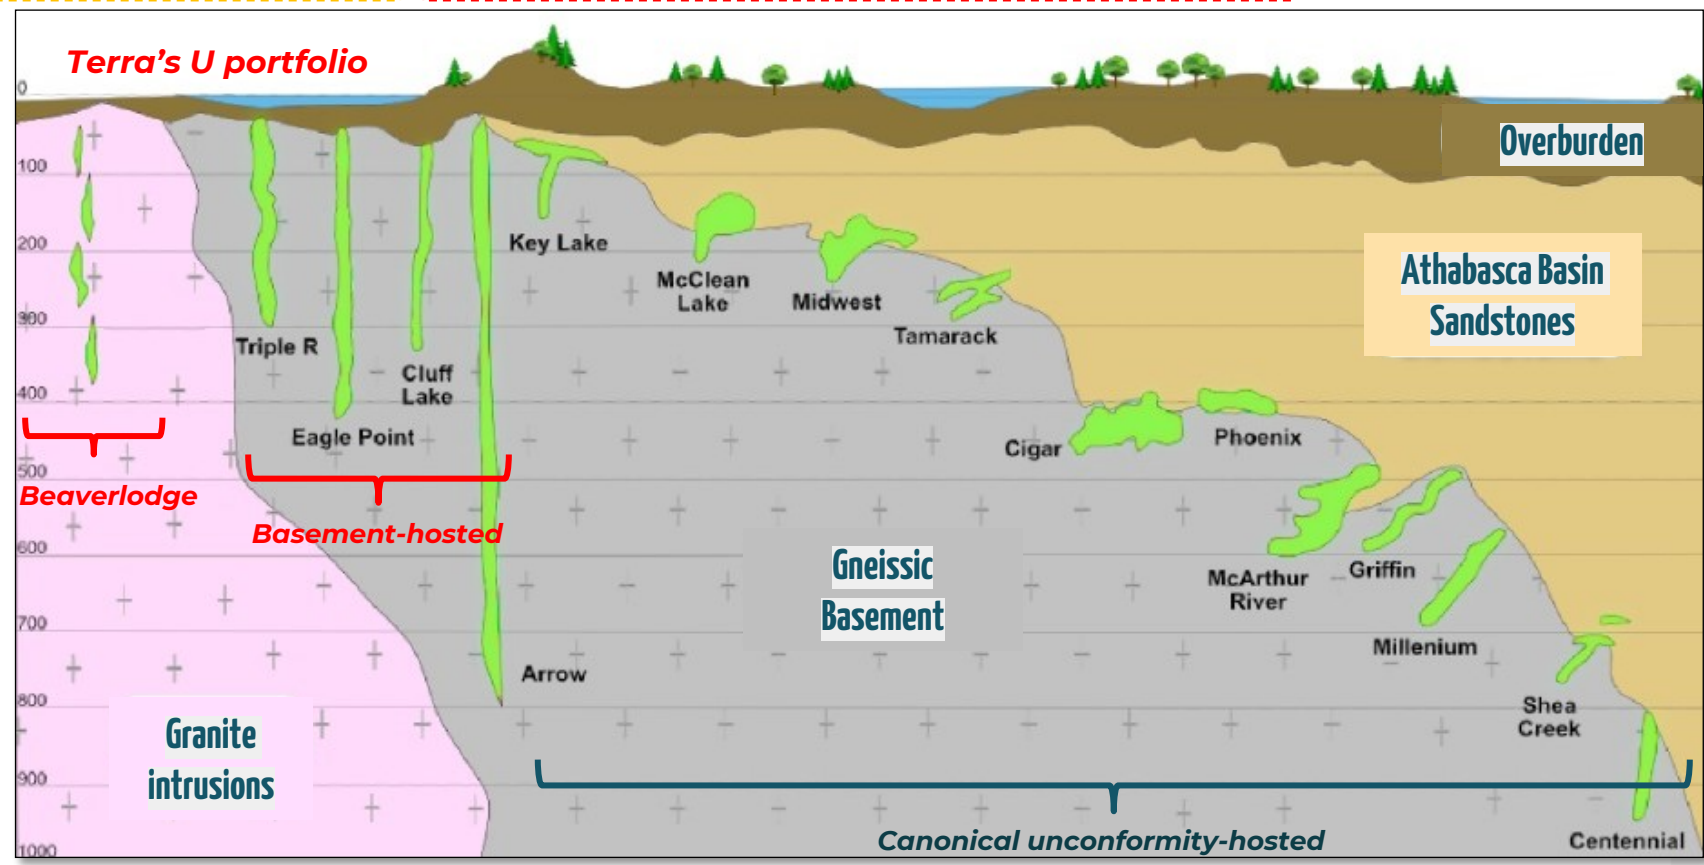 Terra's U portfolio
0
100
200
300
400
500
600
700
800
900
1000
Overburden
Athabasca Basin
Sandstones
Key Lake
McClean
Lake
Midwest
Tamarack
Triple R
Cluff
Lake
Eagle Point
Cigar
Phoenix
Beaverlodge
Basement-hosted
Gneissic
Basement
McArthur
River
Griffin
Millenium
Arrow
Shea
Creek
Granite
intrusions
Canonical unconformity-hosted
Centennial